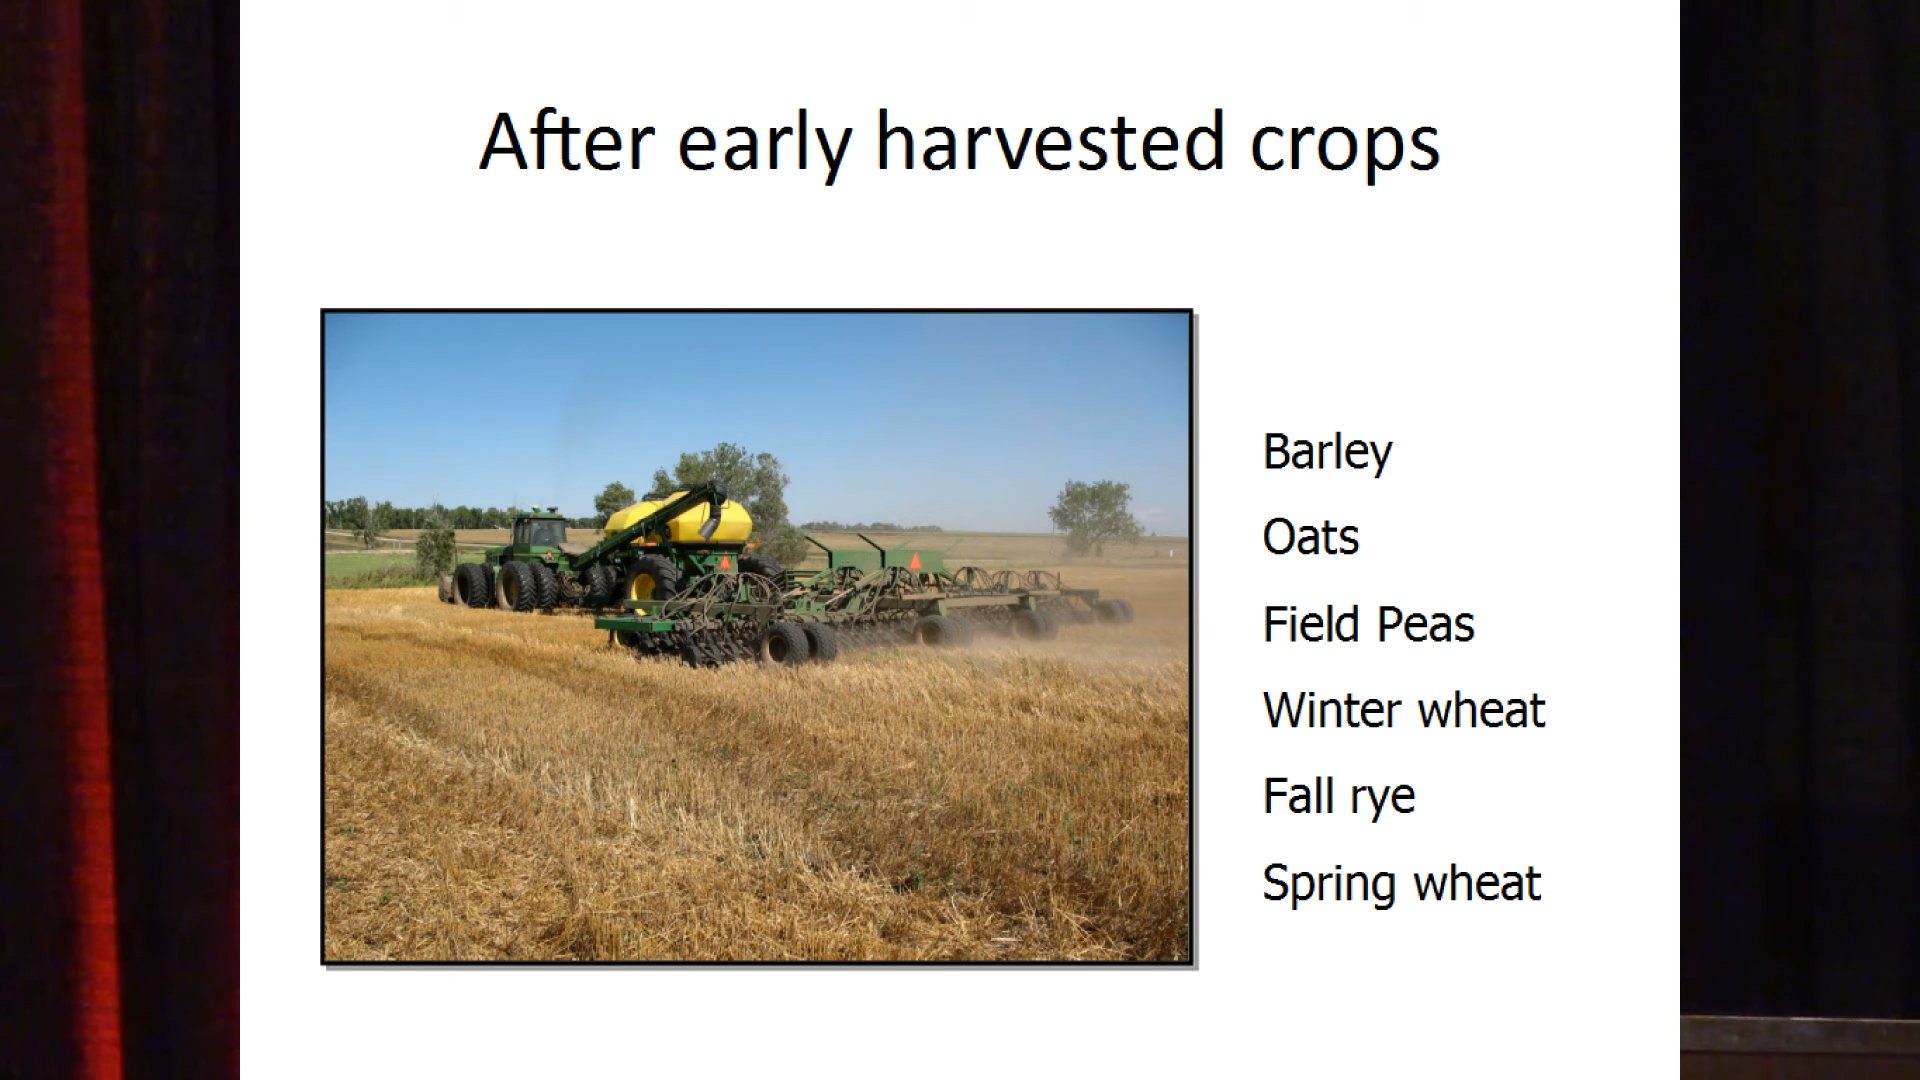 After early harvested crops
Barley
Oats
Field Peas
Winter wheat
Fall rye
Spring wheat